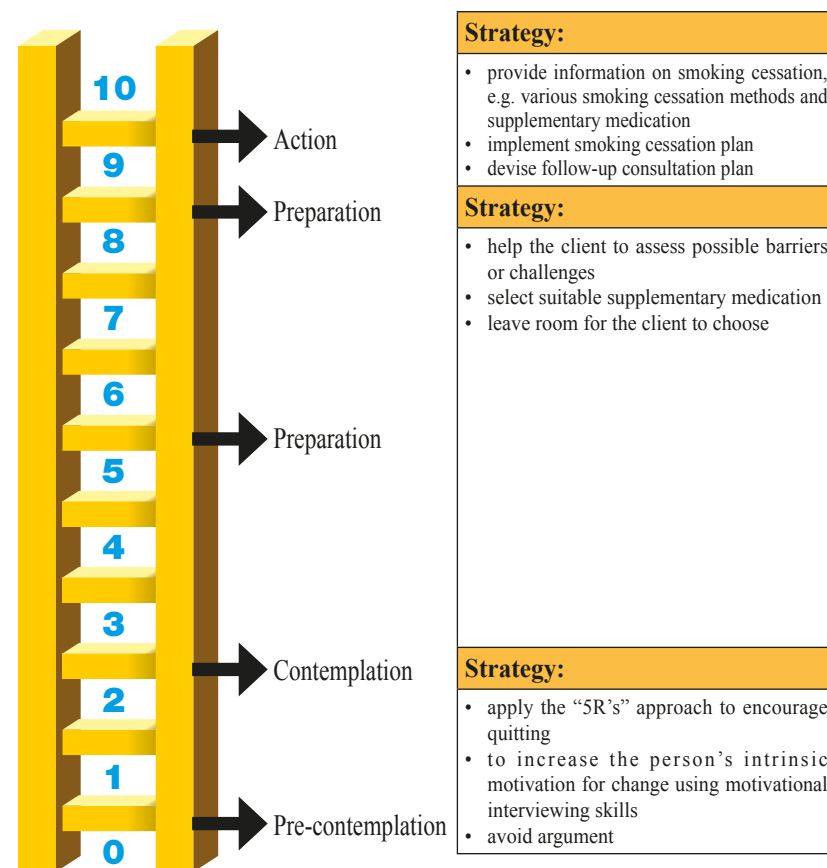 10
9
8
7
6
5
4
3
2
1
0
Action
Preparation
Preparation
Contemplation
Pre-contemplation
Strategy:
• provide information on smoking cessation,
e.g. various smoking cessation methods and
supplementary medication
• implement smoking cessation plan
• devise follow-up consultation plan
Strategy:
• help the client to assess possible barriers
or challenges
• select suitable supplementary medication
• leave room for the client to choose
Strategy:
• apply the “5R’s” approach to encourage
quitting
• to increase the person’s intrinsic
motivation for change using motivational
interviewing skills
• avoid argument